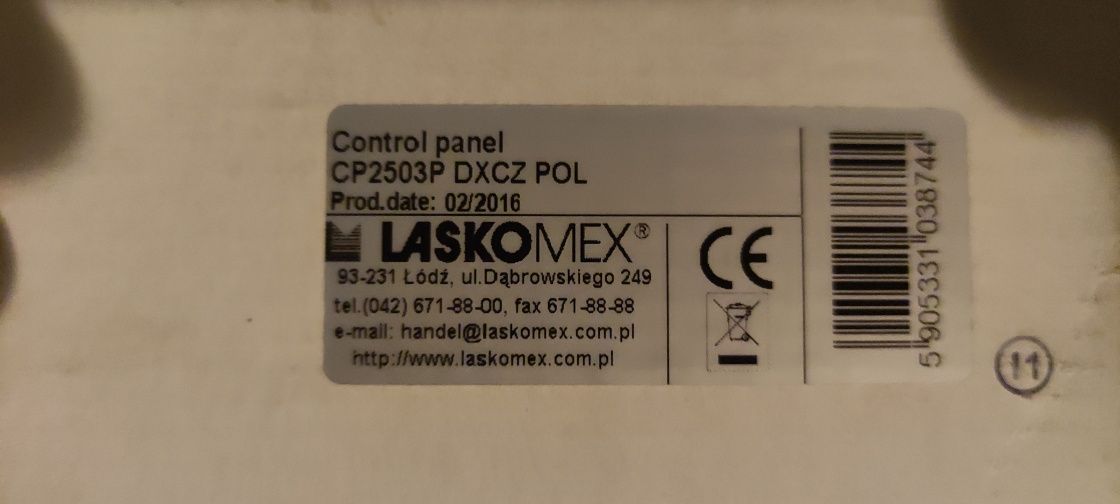 Control panel
CP2503P DXCZ POL
Prod.date: 02/2016
LASKOMEX®
93-231 Łódź, ul.Dąbrowskiego 249
tel.(042) 671-88-00, fax 671-88-88
e-mail: handel@laskomex.com.pl
http://www.laskomex.com.pl
CE
5 905331 038744
11